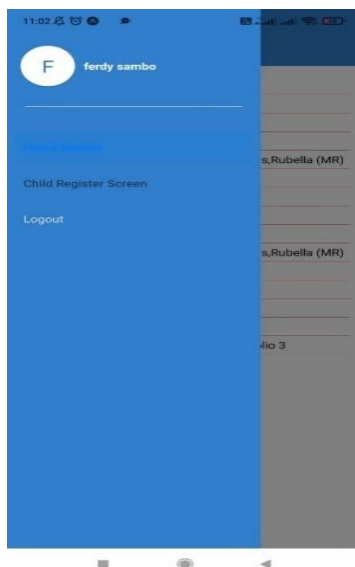 11:02
F
ferdy sambo
Home Screen
s,Rubella (MR)
Child Register Screen
Logout
s,Rubella (MR)
lio 3